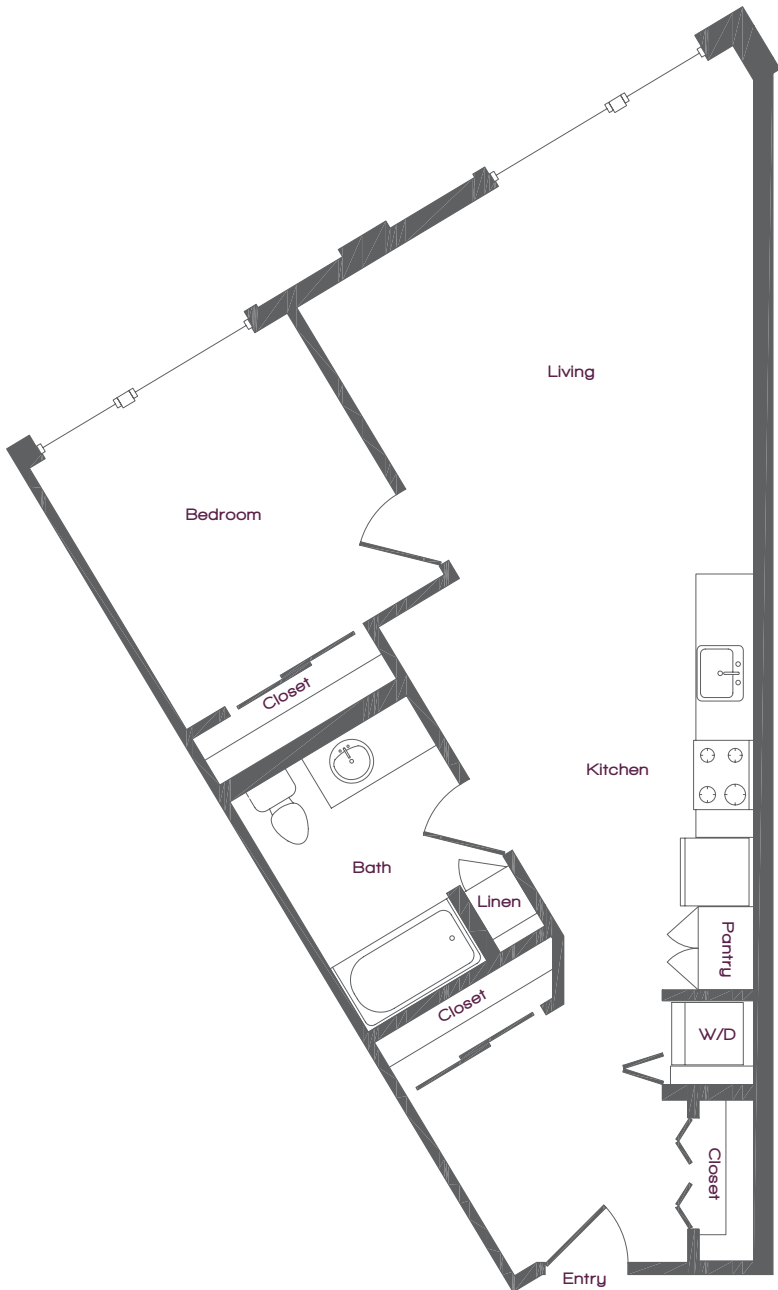 Living
Bedroom
Closet
Kitchen
Bath
Linen
Pantry
Closet
W/D
Closet
Entry